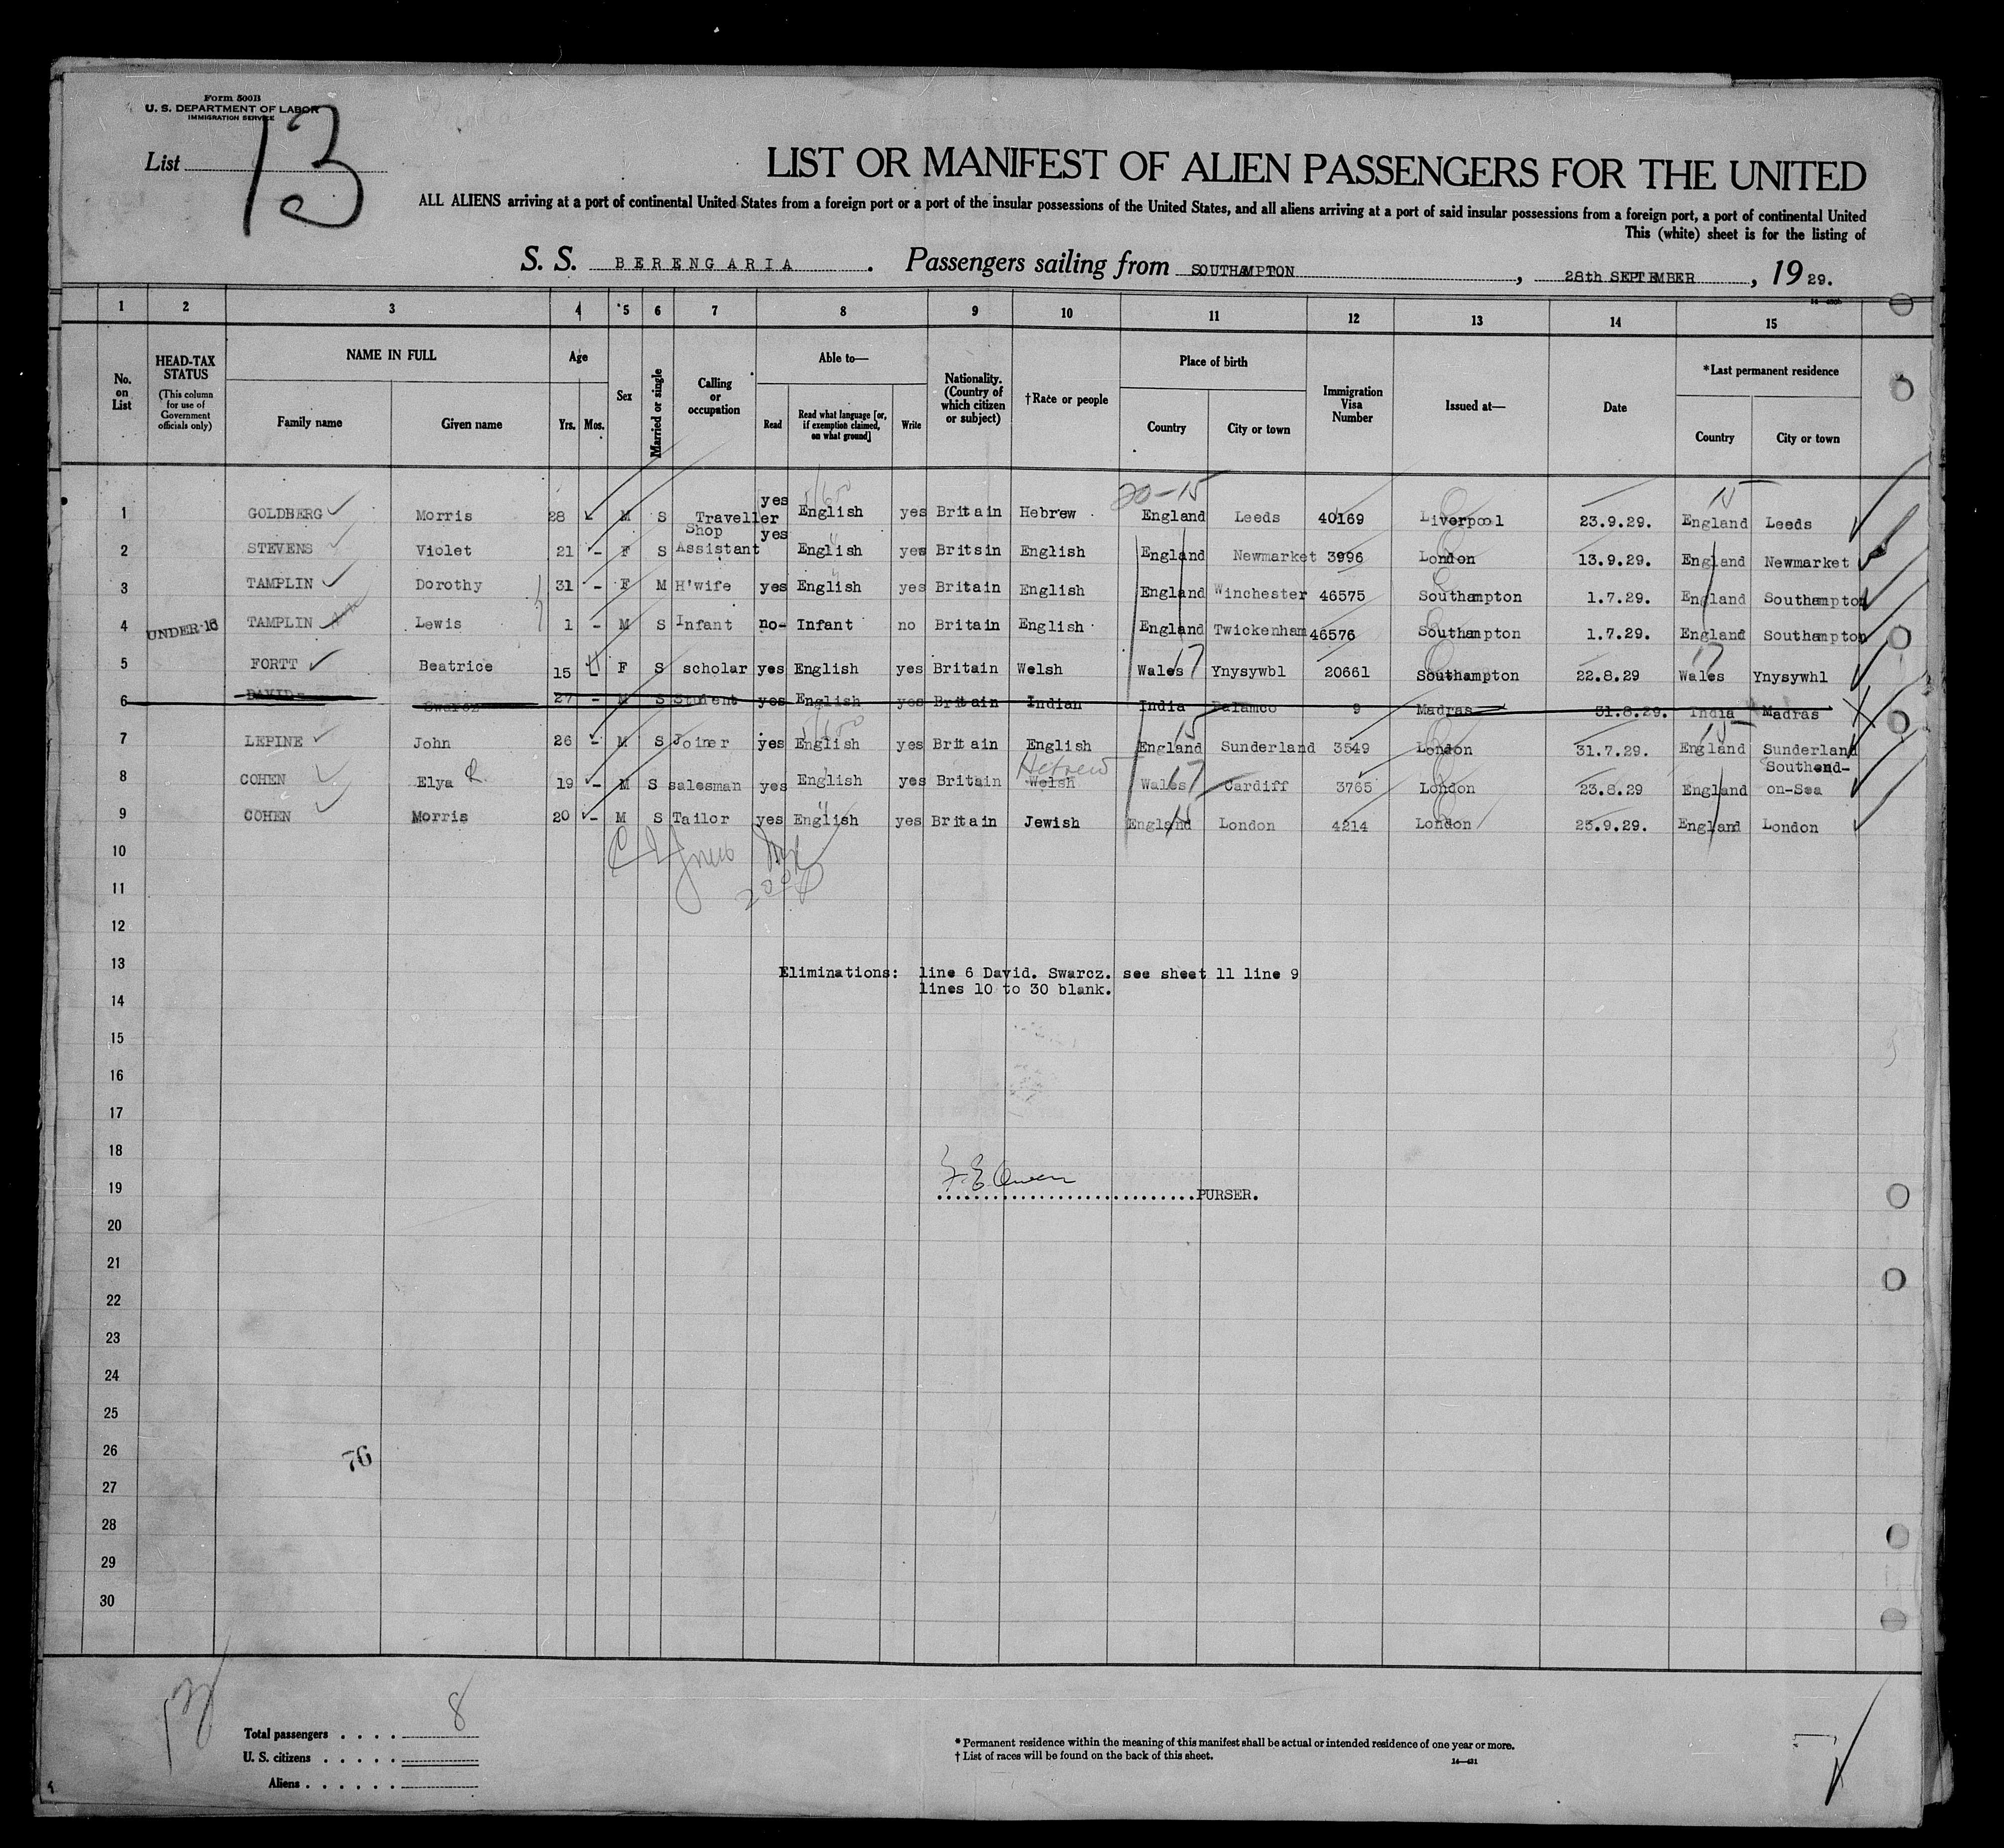 Form 500B
U. S. DEPARTMENT OF LABOR
IMMIGRATION SERVICE
List 13
LIST OR MANIFEST OF ALIEN PASSENGERS FOR THE UNITED
ALL ALIENS arriving at a port of continental United States from a foreign port or a port of the insular possessions of the United States, and all aliens arriving at a port of said insular possessions from a foreign port, a port of continental United
This (white) sheet is for the listing of
S. S. BERENGARIA. Passengers sailing from SOUTHAMPTON, 28th SEPTEMBER, 1929.
1 2 3 4 5 6 7 8 9 10 11 12 13 14 15
No. on List
HEAD-TAX STATUS (This column for use of Government officials only)
NAME IN FULL
Family name Given name
Age
Yrs. Mos.
Sex
Married or single
Calling or occupation
Able to—
Read
Read what language [or, if exemption claimed, on what ground]
Write
Nationality. (Country of which citizen or subject)
†Race or people
Place of birth
Country City or town
Immigration Visa Number
Issued at—
Date
*Last permanent residence
Country City or town
20-15
1 GOLDBERG Morris 28 M S Traveller yes English yes Britain Hebrew England Leeds 40169 Liverpool 23.9.29. England Leeds
2 STEVENS Violet 21 - F S Shop Assistant yes English yes Britsin English England Newmarket 3996 London 13.9.29. England Newmarket
3 TAMPLIN Dorothy 31 - F M H'wife yes English yes Britain English England Winchester 46575 Southampton 1.7.29. England Southampton
4 UNDER-16 TAMPLIN Lewis 1 - M S Infant no- Infant no Britain English England Twickenham 46576 Southampton 1.7.29. England Southampton
5 FORTT Beatrice 15 F S scholar yes English yes Britain Welsh Wales 17 Ynysywbl 20661 Southampton 22.8.29 Wales 17 Ynysywhl
6 DAVID Swarcz 27 - M S Student yes English yes Britain Indian India Palamco 9 Madras 31.8.29. India Madras
7 LEPINE John 26 - M S Joiner yes English yes Britain English England 15 Sunderland 3549 London 31.7.29. England 15 Sunderland
8 COHEN Elya R. 19 - M S salesman yes English yes Britain Welsh Hebrew Wales 17 Cardiff 3765 London 23.8.29 England Southend-on-Sea
9 COHEN Morris 20 - M S Tailor yes English yes Britain Jewish England London 4214 London 25.9.29. England London
10
11
12
13
Eliminations: line 6 David. Swarcz. see sheet 11 line 9
lines 10 to 30 blank.
14
15
16
17
18
F. E. Owen
19 PURSER.
20
21
22
23
24
25
26
76
27
28
29
30
Total passengers . . . . 8
U. S. citizens . . . . .
Aliens . . . . . .
* Permanent residence within the meaning of this manifest shall be actual or intended residence of one year or more.
† List of races will be found on the back of this sheet.
14—431